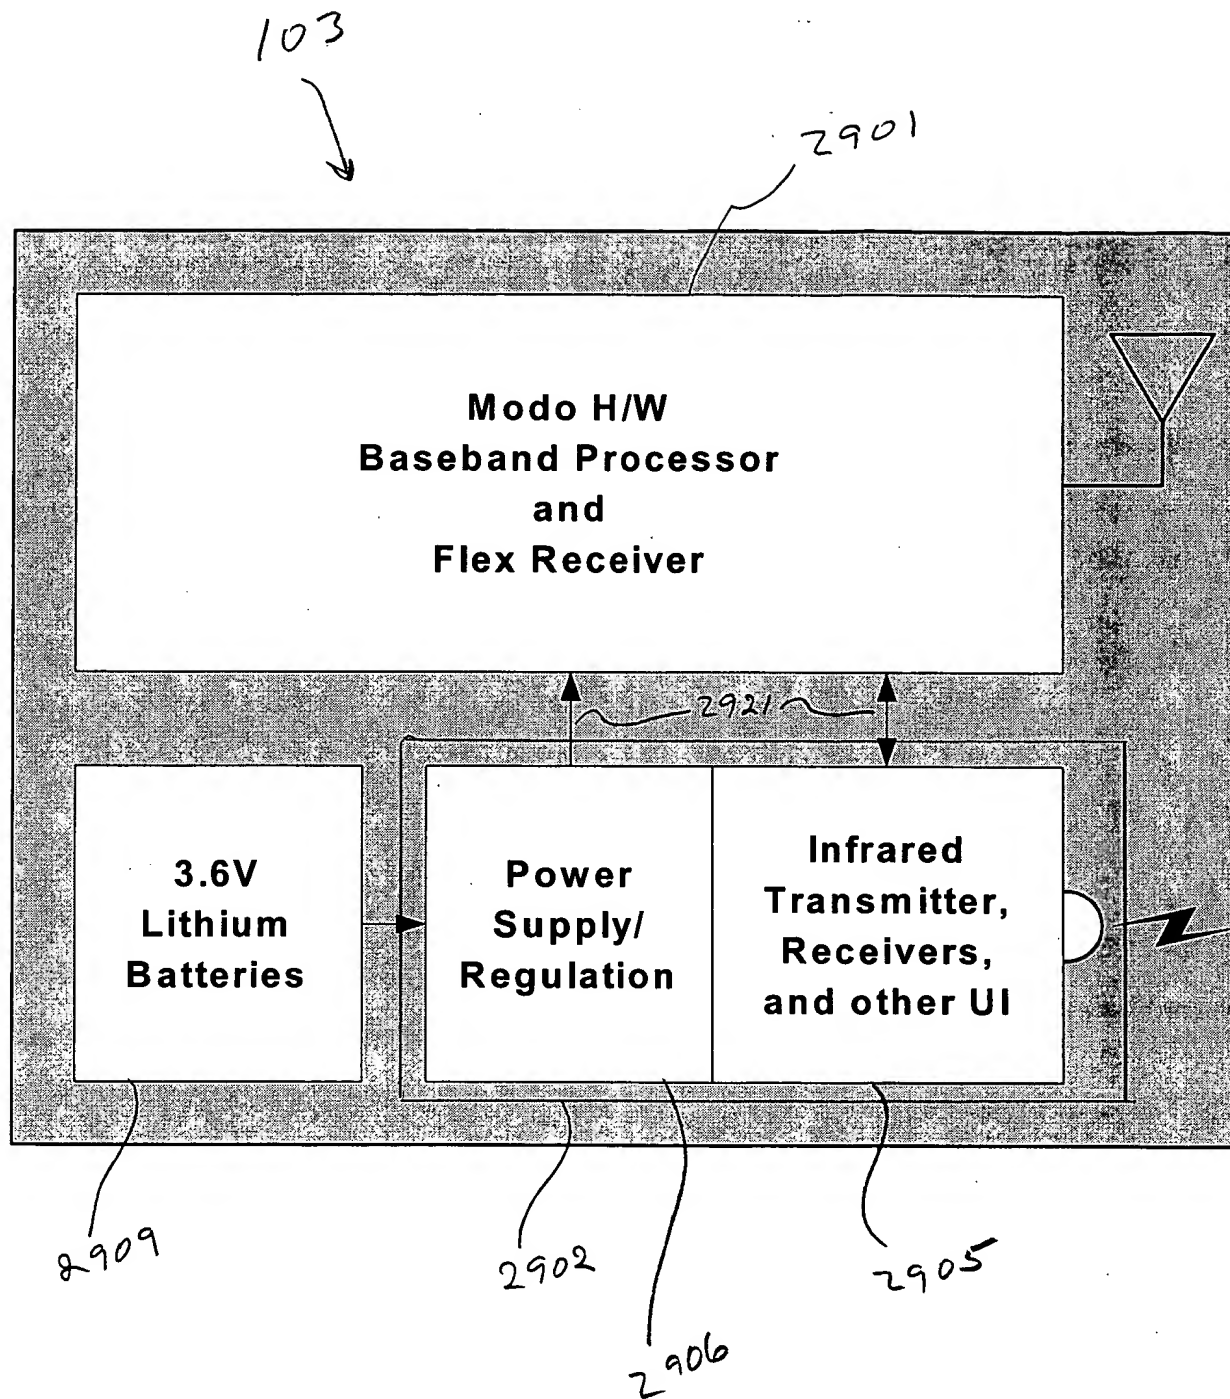 103
2901
Modo H/W
Baseband Processor
and
Flex Receiver
2921
3.6V
Lithium
Batteries
Power
Supply/
Regulation
Infrared
Transmitter,
Receivers,
and other UI
2909
2902
2905
2906